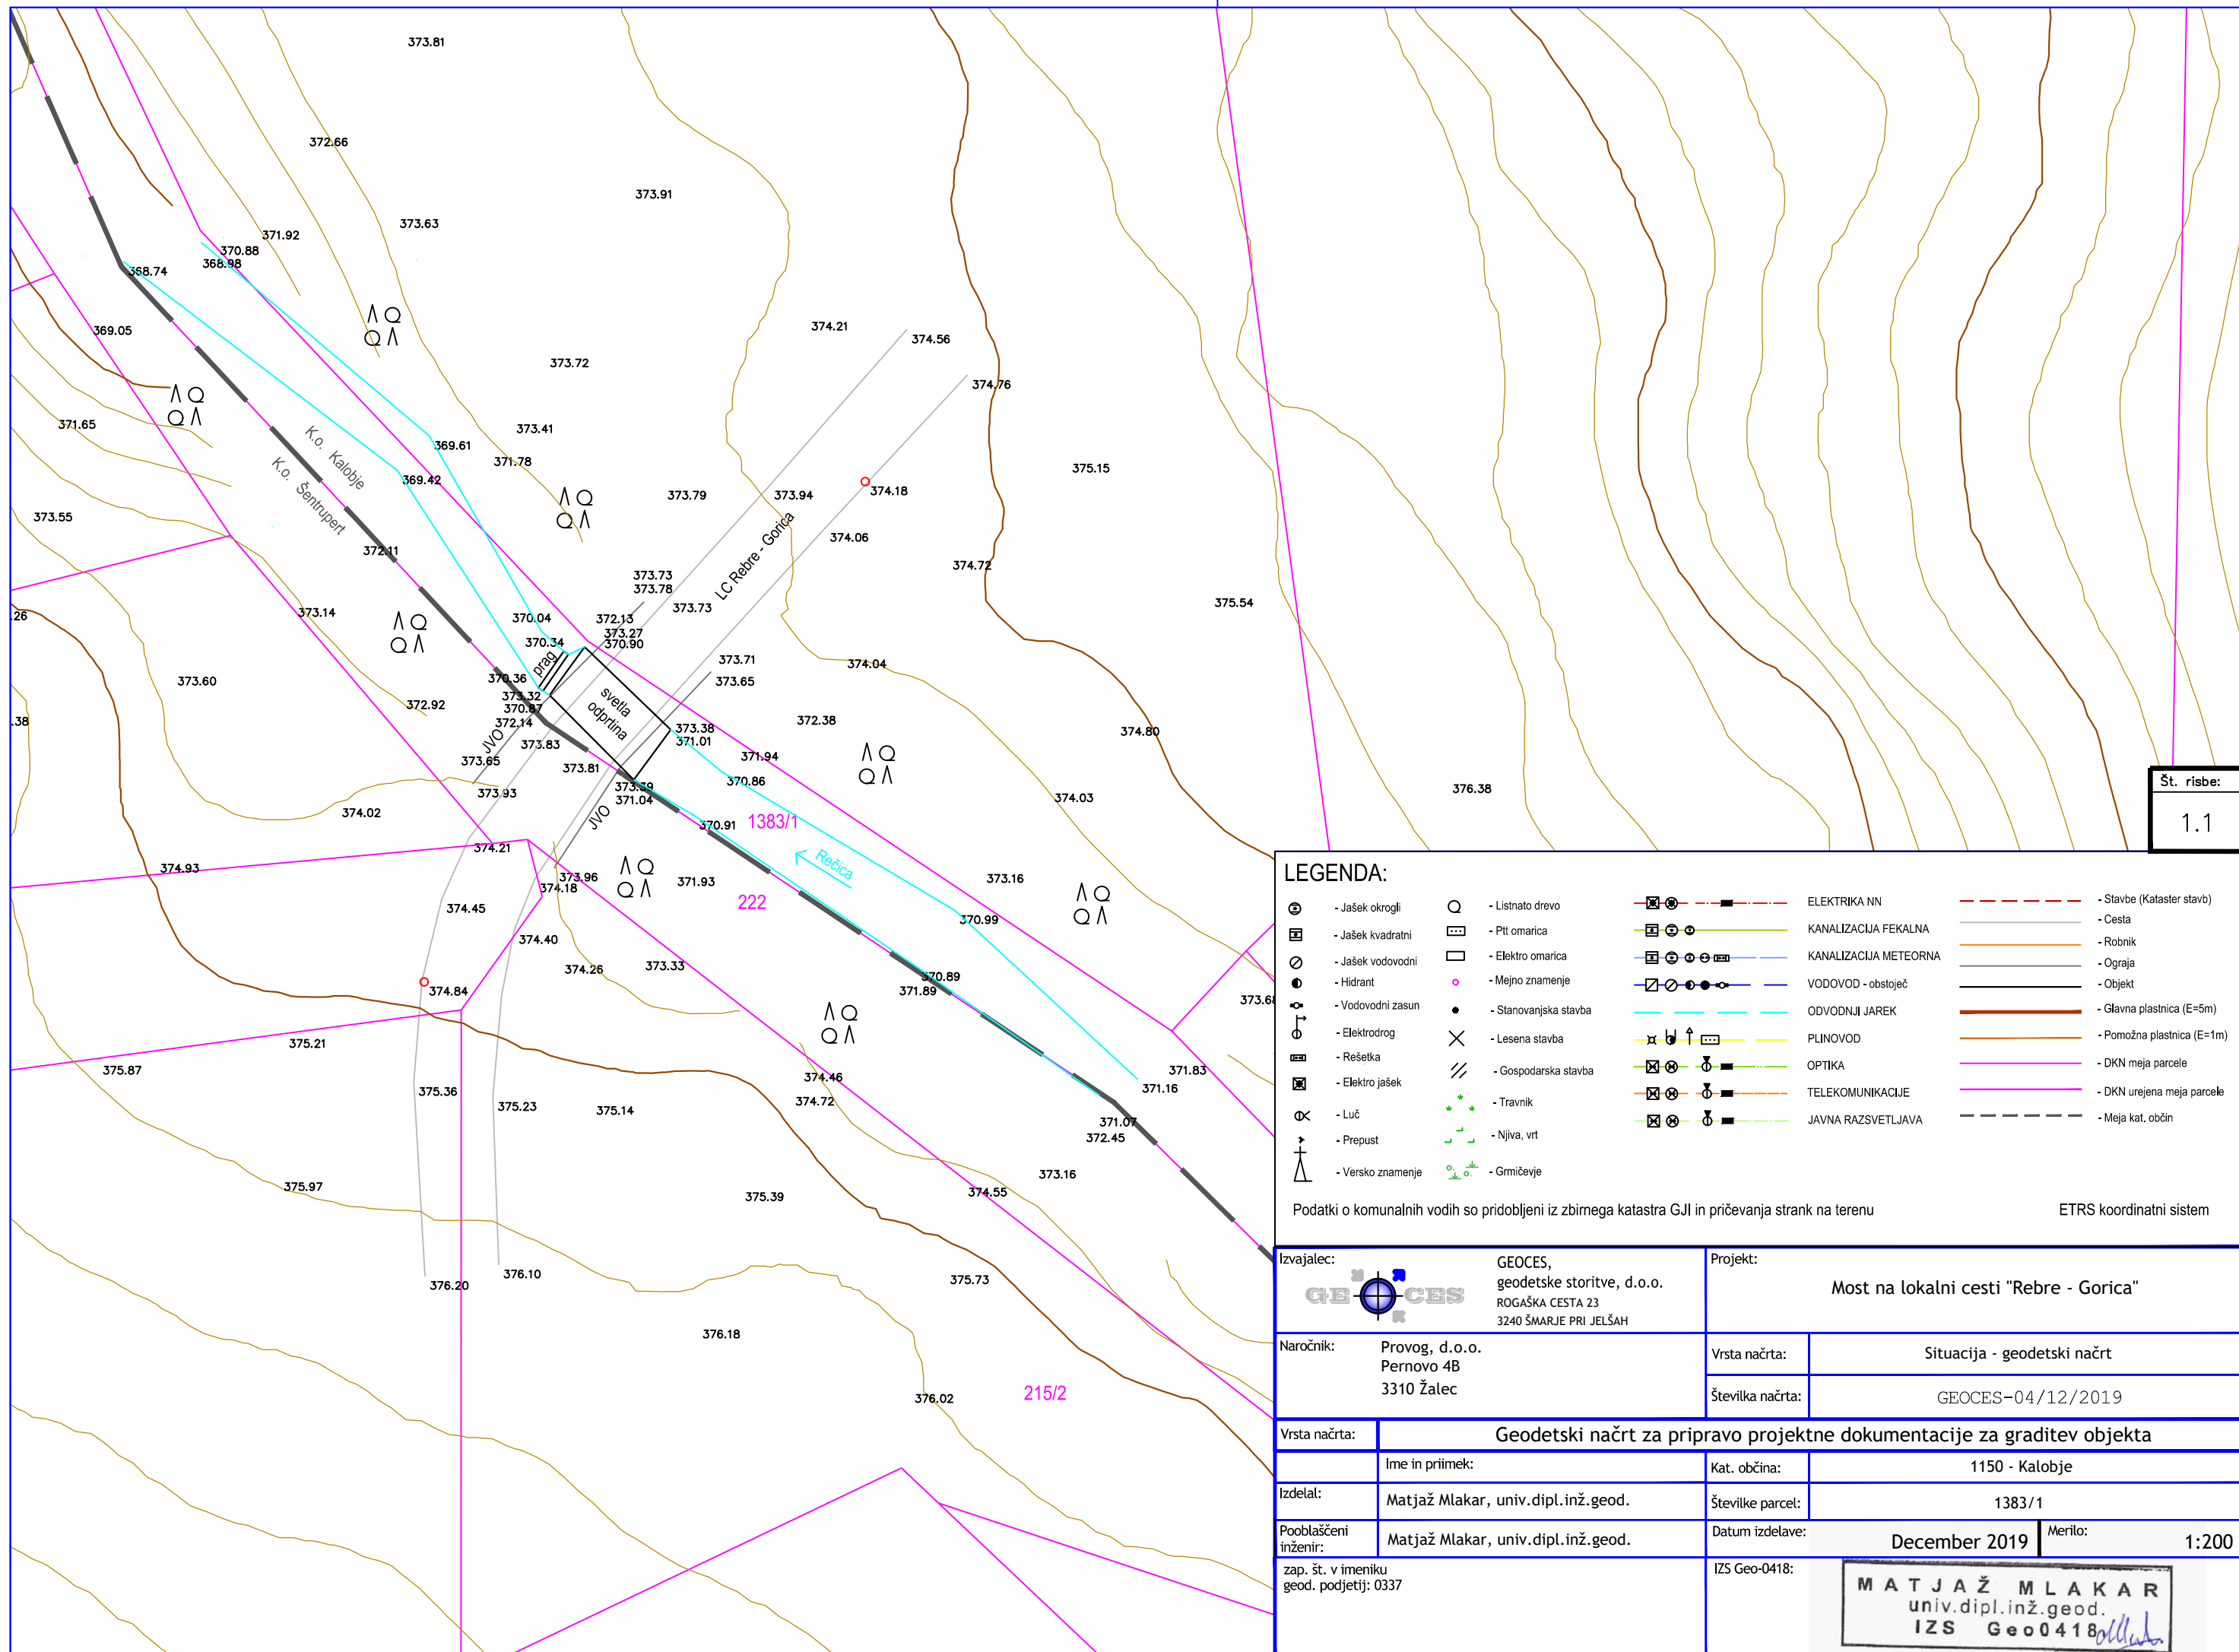 373.81
372.66
373.91
373.63
371.92
370.88
368.98
368.74
369.05
374.21
374.56
373.72
374.76
371.65
373.41
369.61
371.78
369.42
K.o. Kalobje
K.o. Šentrupert
375.15
373.79
373.94
374.18
373.55
374.06
372.11
374.72
LC Rebre - Gorica
373.73
373.78
373.73
375.54
373.14
370.04
372.13
373.27
370.90
370.34
prag
.26
373.71
374.04
373.65
373.60
370.36
373.32
370.87
372.14
svetla
odprtina
372.92
372.38
.38
373.38
371.01
374.80
JVO
373.83
373.65
373.81
371.94
370.86
373.93
373.39
371.04
374.03
376.38
374.02
JVO
370.91
1383/1
374.21
Rečica
374.93
373.96
374.18
371.93
373.16
222
374.45
370.99
374.40
374.26
373.33
370.89
371.89
374.84
373.68
375.21
375.87
374.46
371.83
371.16
375.36
375.23
375.14
374.72
371.07
372.45
375.97
375.39
373.16
374.55
376.20
376.10
375.73
376.18
376.02
215/2
Št. risbe:
1.1
LEGENDA:
- Jašek okrogli
- Jašek kvadratni
- Jašek vodovodni
- Hidrant
- Vodovodni zasun
- Elektrodrog
- Rešetka
- Elektro jašek
- Luč
- Prepust
- Versko znamenje
- Listnato drevo
- Ptt omarica
- Elektro omarica
- Mejno znamenje
- Stanovanjska stavba
- Lesena stavba
- Gospodarska stavba
- Travnik
- Njiva, vrt
- Grmičevje
ELEKTRIKA NN
KANALIZACIJA FEKALNA
KANALIZACIJA METEORNA
VODOVOD - obstoječ
ODVODNJI JAREK
PLINOVOD
OPTIKA
TELEKOMUNIKACIJE
JAVNA RAZSVETLJAVA
- Stavbe (Kataster stavb)
- Cesta
- Robnik
- Ograja
- Objekt
- Glavna plastnica (E=5m)
- Pomožna plastnica (E=1m)
- DKN meja parcele
- DKN urejena meja parcele
- Meja kat. občin
Podatki o komunalnih vodih so pridobljeni iz zbirnega katastra GJI in pričevanja strank na terenu
ETRS koordinatni sistem
Izvajalec:
GEOCES
GEOCES,
geodetske storitve, d.o.o.
ROGAŠKA CESTA 23
3240 ŠMARJE PRI JELŠAH
Projekt:
Most na lokalni cesti "Rebre - Gorica"
Naročnik:
Provog, d.o.o.
Pernovo 4B
3310 Žalec
Vrsta načrta:
Situacija - geodetski načrt
Številka načrta:
GEOCES-04/12/2019
Vrsta načrta:
Geodetski načrt za pripravo projektne dokumentacije za graditev objekta
Ime in priimek:
Kat. občina:
1150 - Kalobje
Izdelal:
Matjaž Mlakar, univ.dipl.inž.geod.
Številke parcel:
1383/1
Pooblaščeni
inženir:
Matjaž Mlakar, univ.dipl.inž.geod.
Datum izdelave:
December 2019
Merilo:
1:200
zap. št. v imeniku
geod. podjetij: 0337
IZS Geo-0418:
MATJAŽ MLAKAR
univ.dipl.inž.geod.
IZS Geo0418